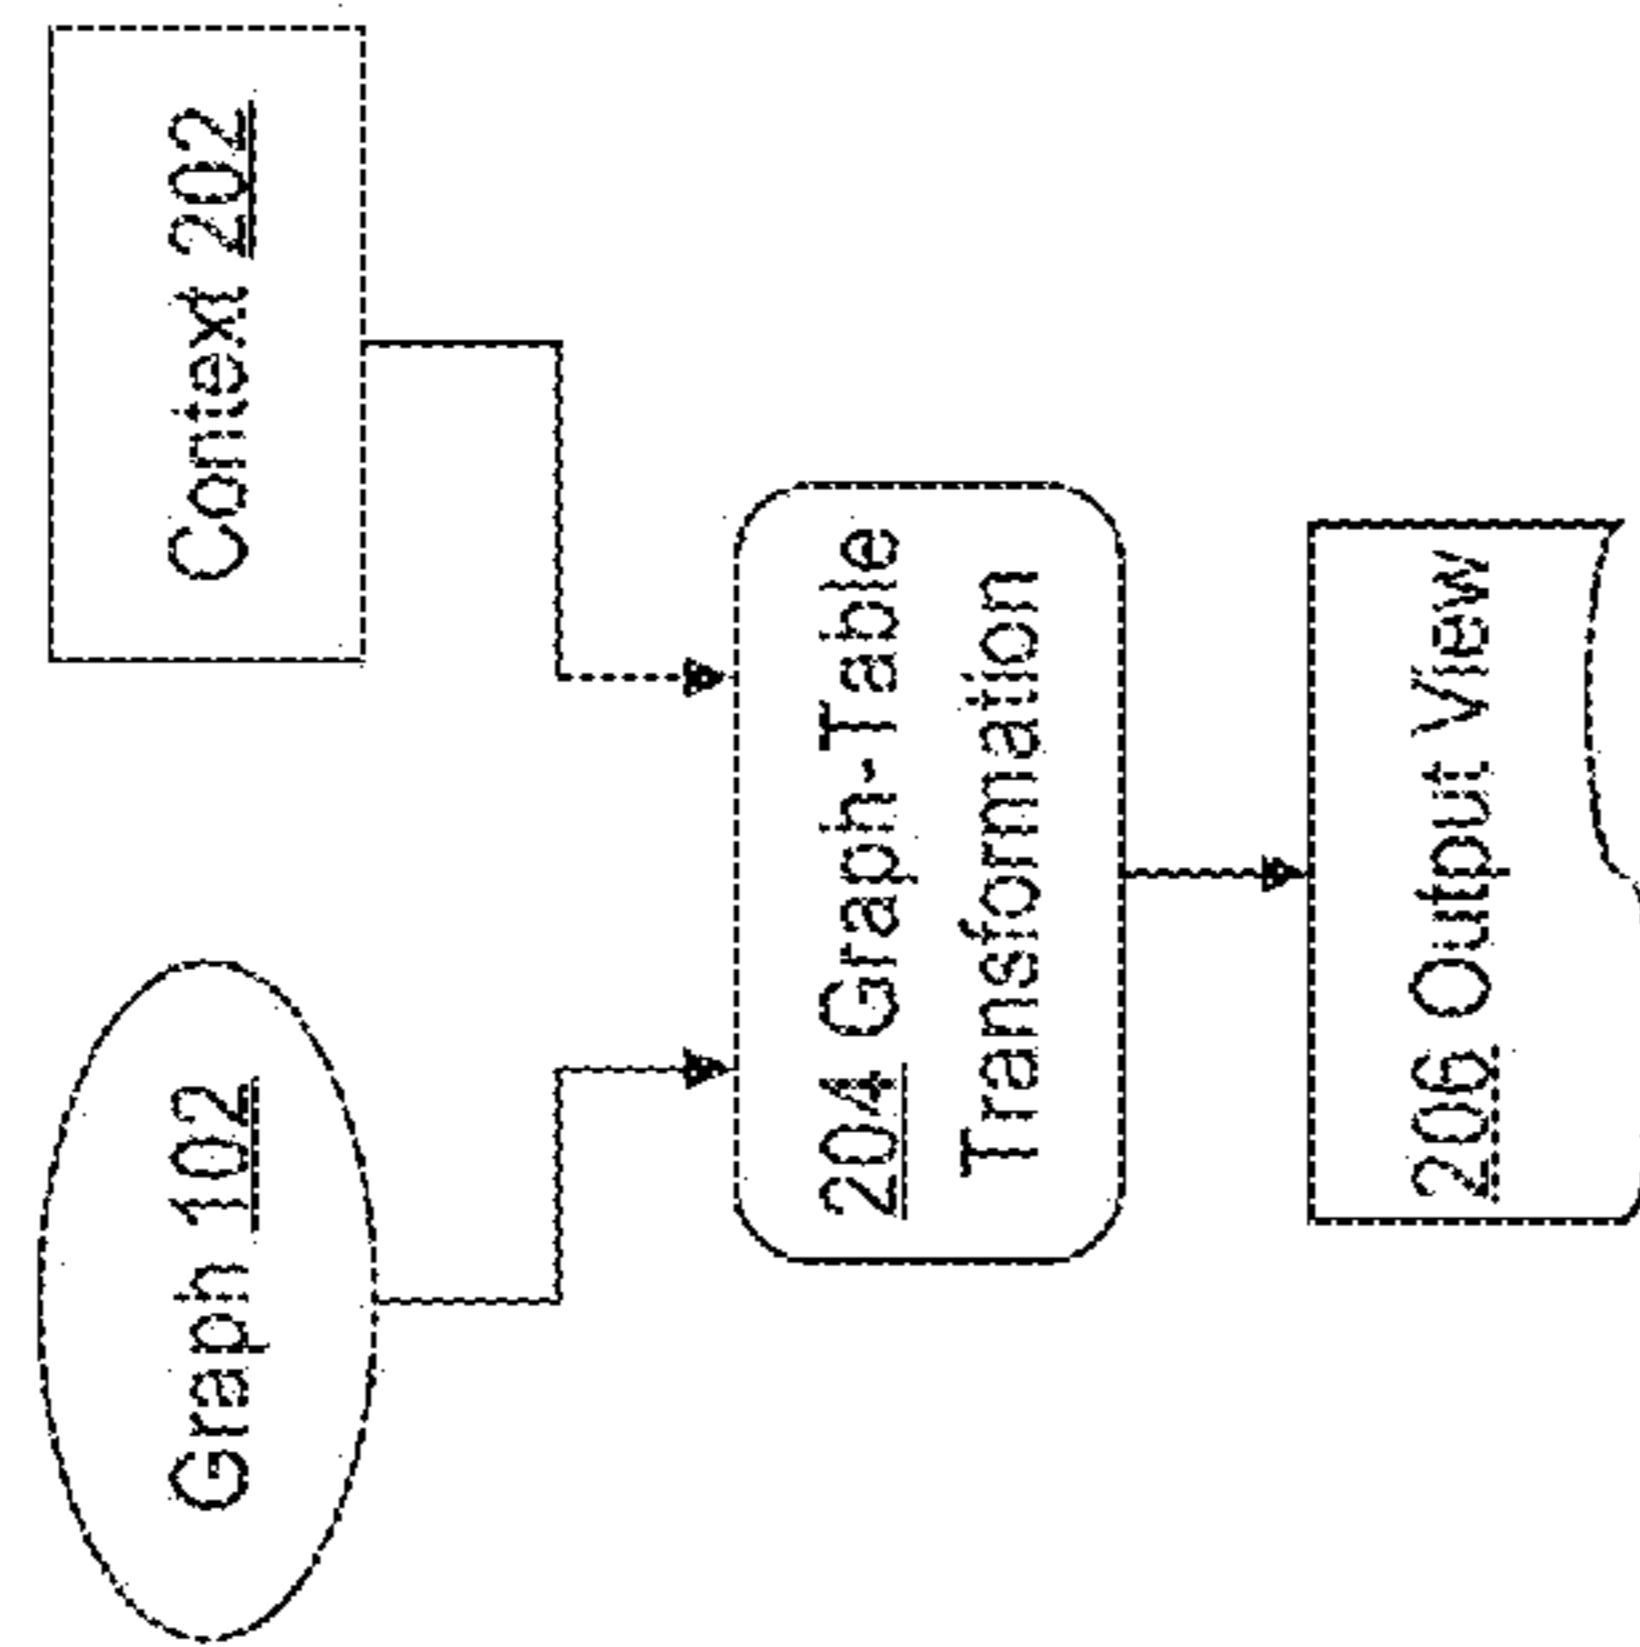 Graph 102
Context 202
204 Graph-Table
Transformation
206 Output View